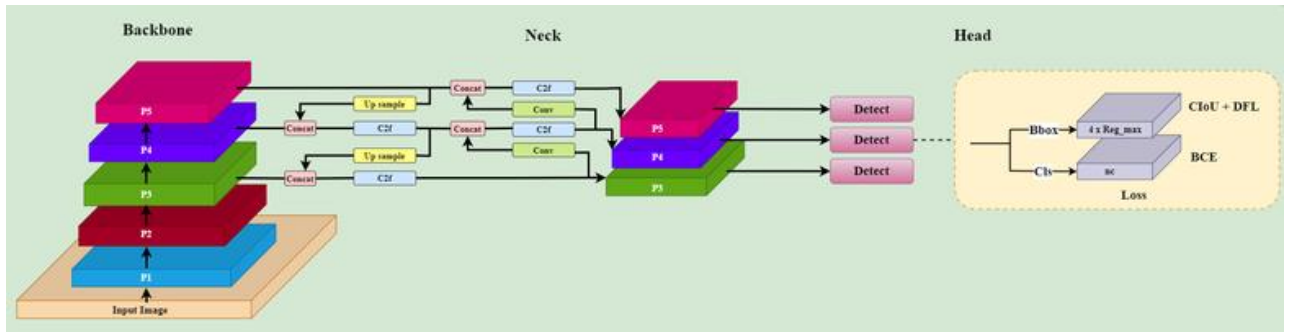 Backbone
Neck
Head
P5
P4
P3
P2
P1
Input Image
Concat
C2f
Up sample
Conv
Concat
C2f
Concat
C2f
Up sample
Conv
Concat
C2f
P5
P4
P3
Detect
Detect
Detect
Bbox
4 x Reg_max
CIoU + DFL
Cls
nc
BCE
Loss